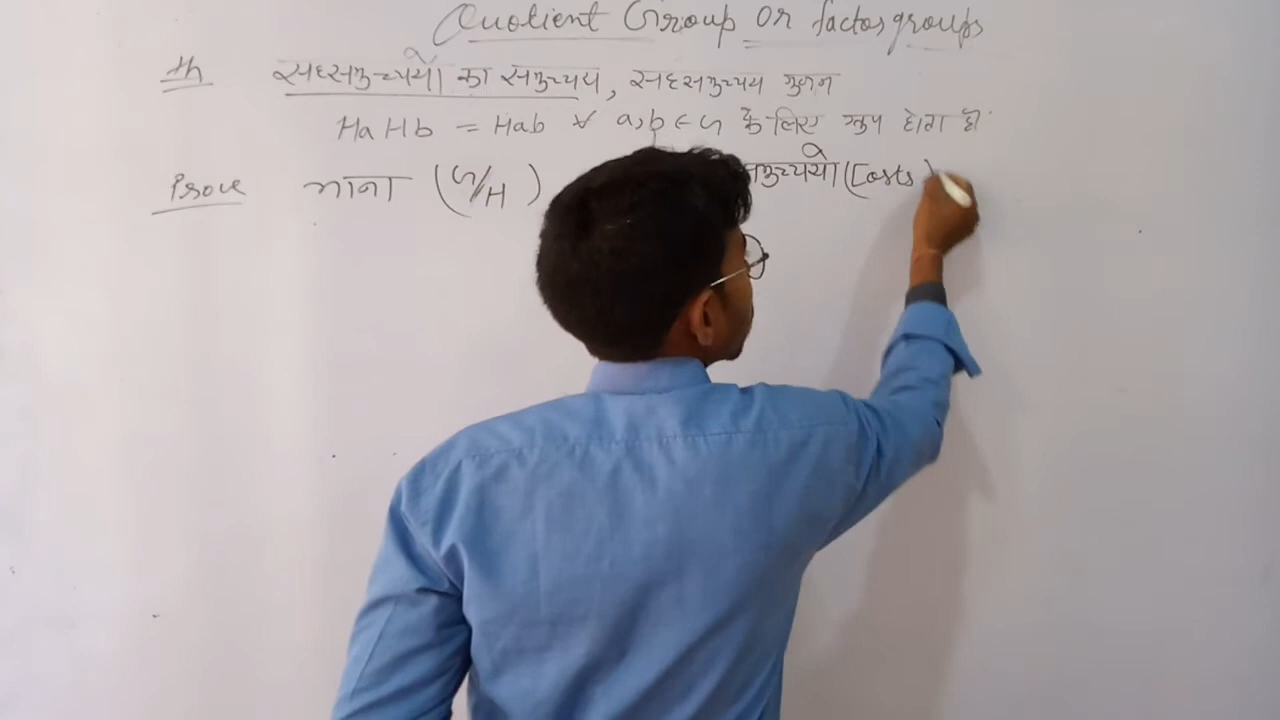 Quotient Group or factor groups
th सहसमुच्चयों का समुच्चय, सहसमुच्चय गुणन
Ha Hb = Hab ∀ a, b ∈ G के लिए ग्रुप होता है
Prove माना (G/H) समुच्चयों (Costs)